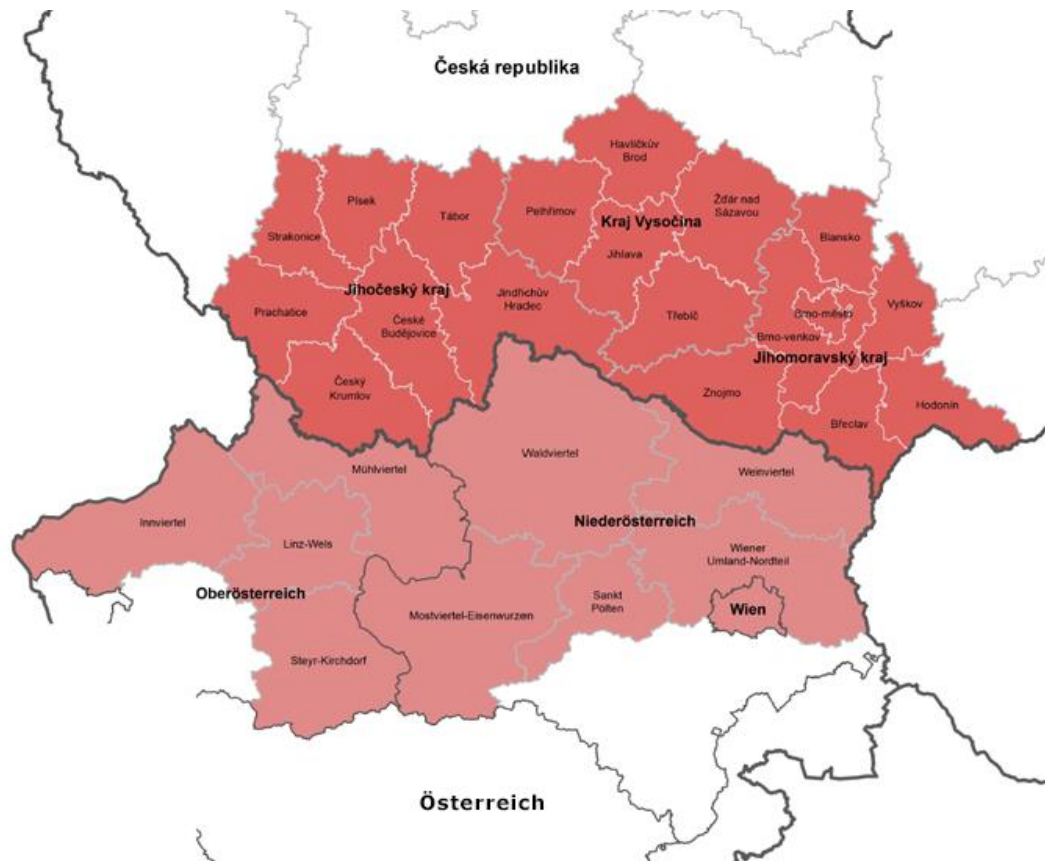 Česká republika
Havlíčkův
Brod
Písek
Tábor
Pelhřimov
Žďár nad
Sázavou
Kraj Vysočina
Strakonice
Blansko
Jihlava
Jihočeský kraj
Jindřichův
Hradec
Vyškov
Prachatice
České
Budějovice
Třebíč
Brno-město
Brno-venkov
Jihomoravský kraj
Český
Krumlov
Znojmo
Hodonín
Břeclav
Waldviertel
Mühlviertel
Weinviertel
Innviertel
Niederösterreich
Linz-Wels
Wiener
Umland-Nordteil
Oberösterreich
Sankt
Pölten
Mostviertel-Eisenwurzen
Wien
Steyr-Kirchdorf
Österreich